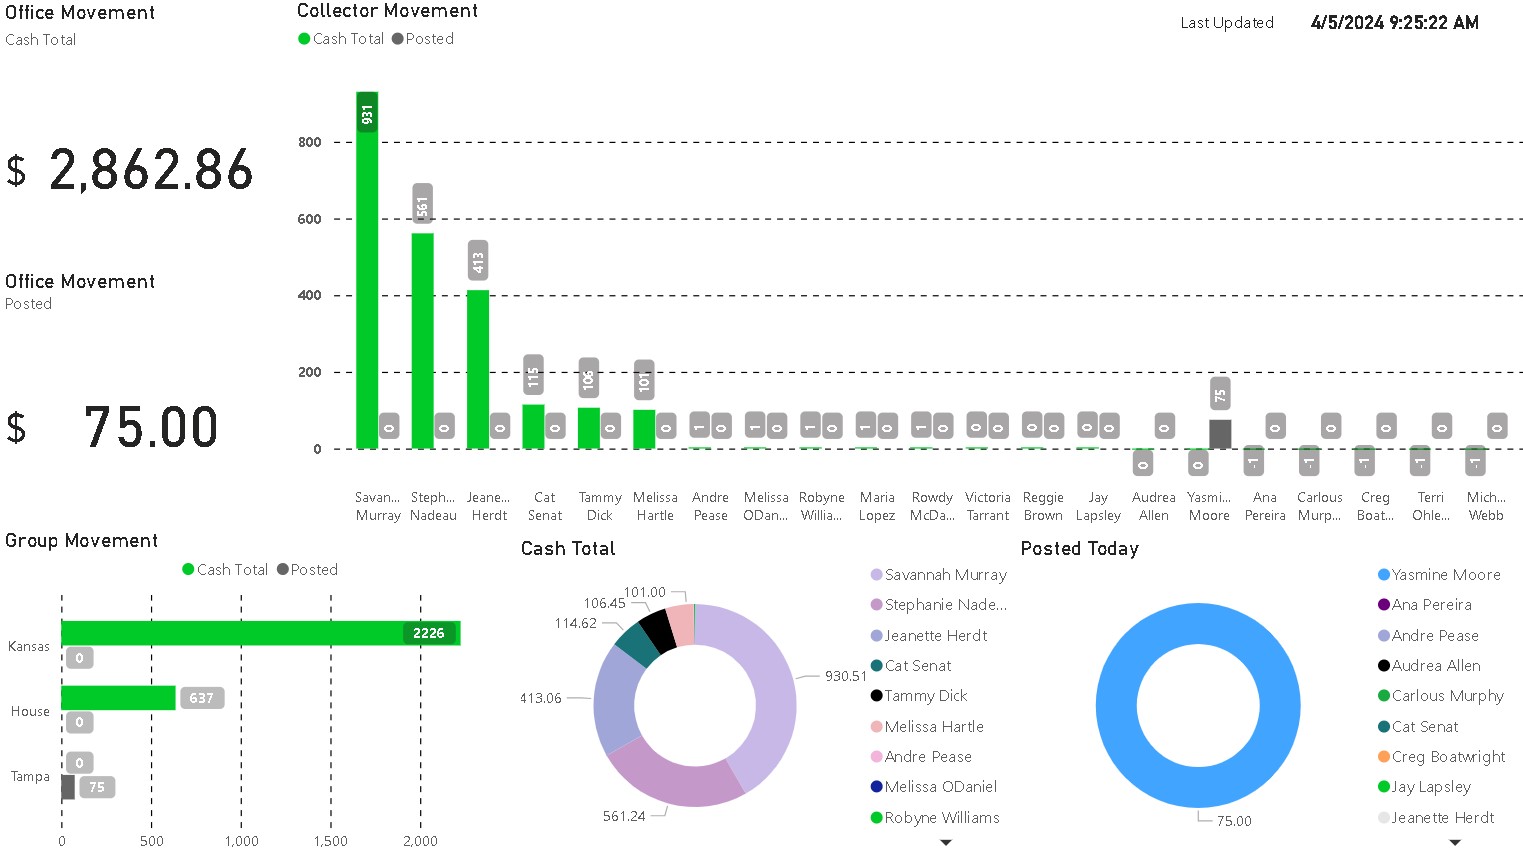 Office Movement
Cash Total
$ 2,862.86
Office Movement
Posted
$ 75.00
Collector Movement
Cash Total Posted
Last Updated 4/5/2024 9:25:22 AM
800
600
400
200
0
931 0 561 0 413 0 115 0 106 0 101 0 1 0 1 0 1 0 1 0 1 0 0 0 0 0 0 0 0 0 0 75 -1 0 -1 0 -1 0 -1 0 -1 0
Savan... Steph... Jeane... Cat Tammy Melissa Andre Melissa Robyne Maria Rowdy Victoria Reggie Jay Audrea Yasmi... Ana Carlous Creg Terri Mich...
Murray Nadeau Herdt Senat Dick Hartle Pease ODan... Willia... Lopez McDa... Tarrant Brown Lapsley Allen Moore Pereira Murp... Boat... Ohle... Webb
Group Movement
Cash Total Posted
Kansas 2226
0
House 637
0
Tampa 0
75
0 500 1,000 1,500 2,000
Cash Total
101.00
106.45
114.62
413.06
561.24
930.51
Savannah Murray
Stephanie Nade...
Jeanette Herdt
Cat Senat
Tammy Dick
Melissa Hartle
Andre Pease
Melissa ODaniel
Robyne Williams
Posted Today
75.00
Yasmine Moore
Ana Pereira
Andre Pease
Audrea Allen
Carlous Murphy
Cat Senat
Creg Boatwright
Jay Lapsley
Jeanette Herdt